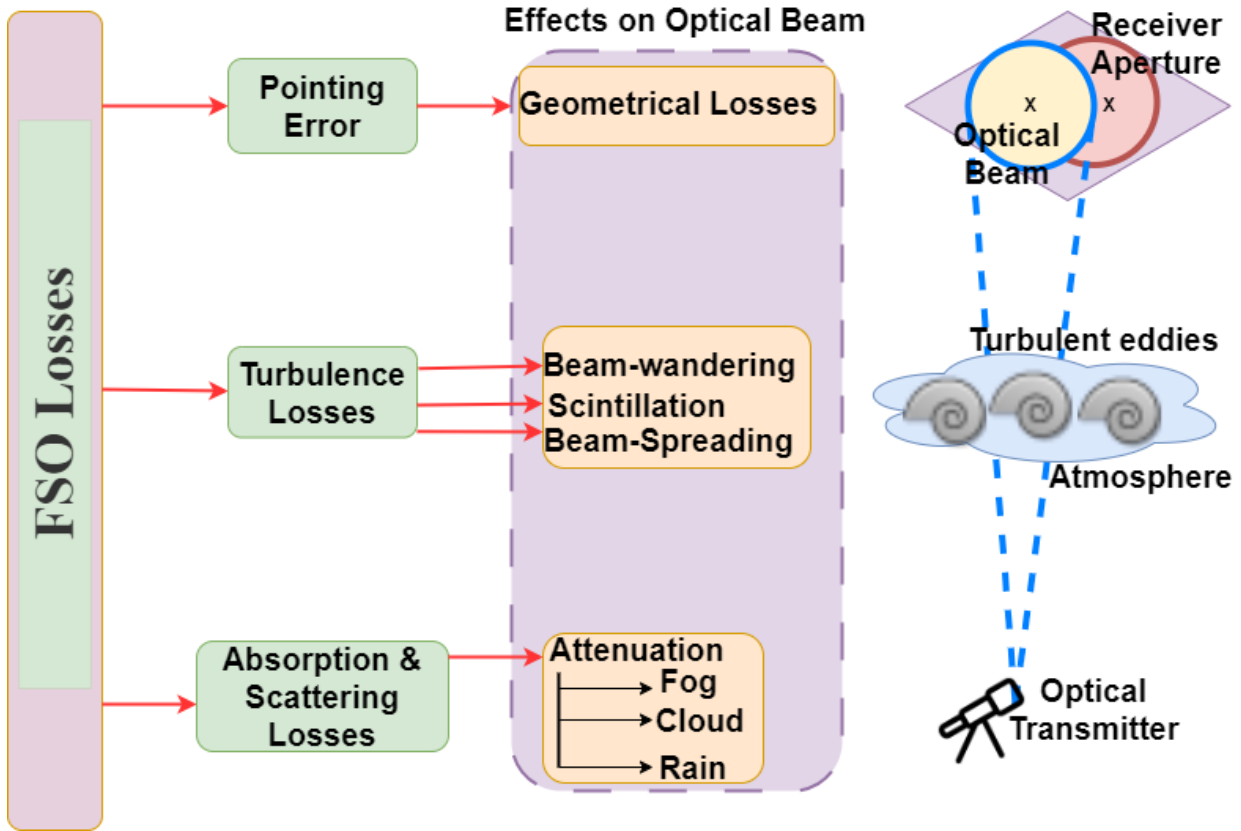 Effects on Optical Beam
FSO Losses
Pointing
Error
Geometrical Losses
Turbulence
Losses
Beam-wandering
Scintillation
Beam-Spreading
Absorption &
Scattering
Losses
Attenuation
Fog
Cloud
Rain
Receiver
Aperture
x
x
Optical
Beam
Turbulent eddies
Atmosphere
Optical
Transmitter